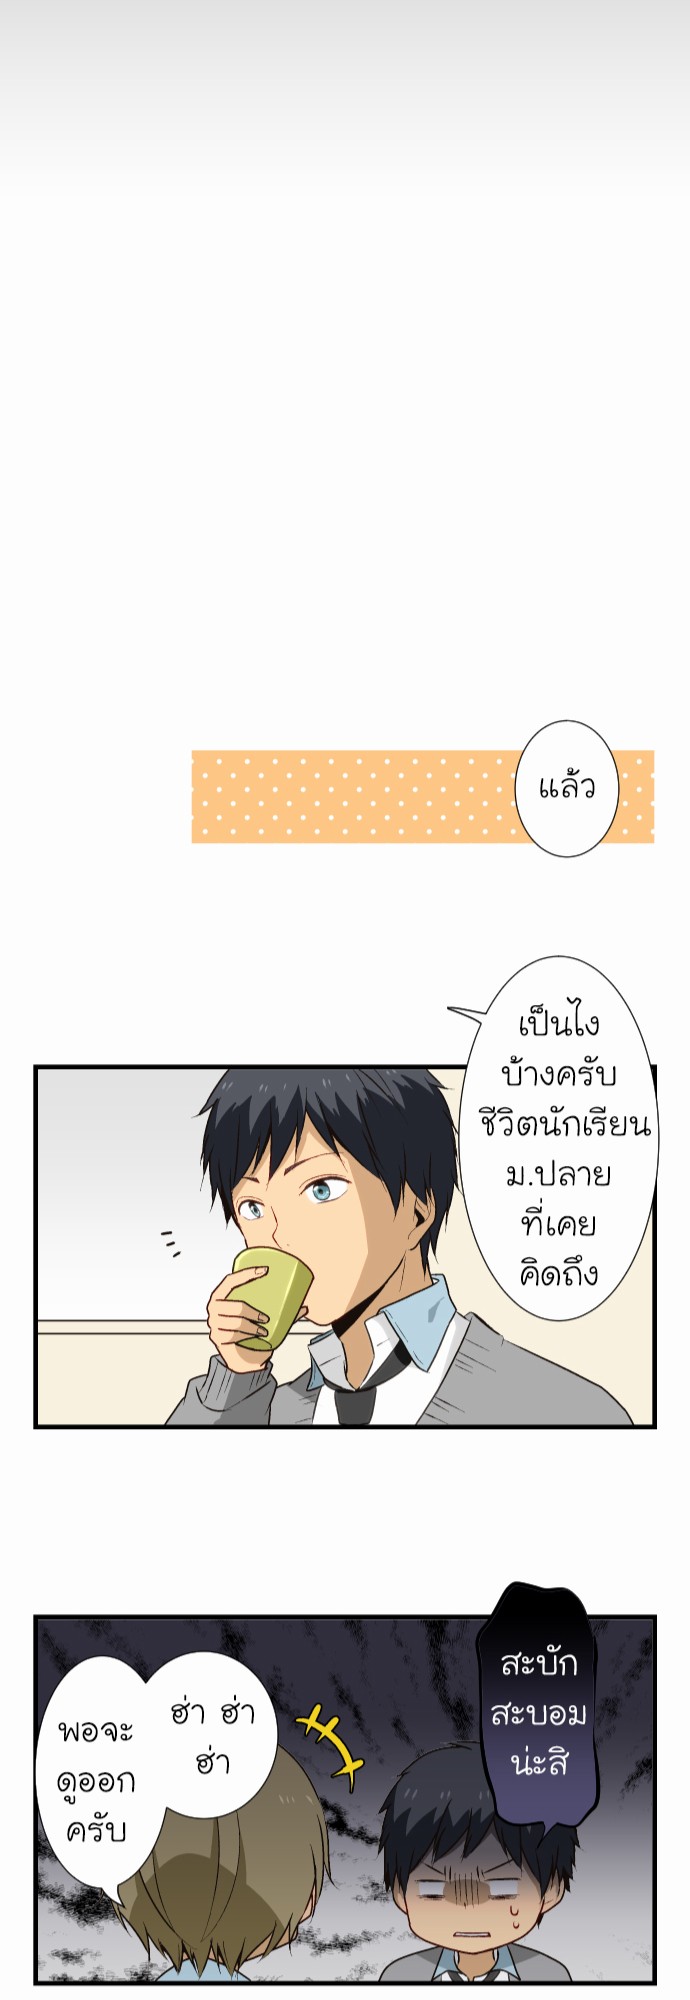 แล้ว
เป็นไง
บ้างครับ
ชีวิตนักเรียน
ม.ปลาย
ที่เคย
คิดถึง
สะบัก
สะบอม
น่ะสิ
ฮ่า ฮ่า
ฮ่า
พอจะ
ดูออก
ครับ